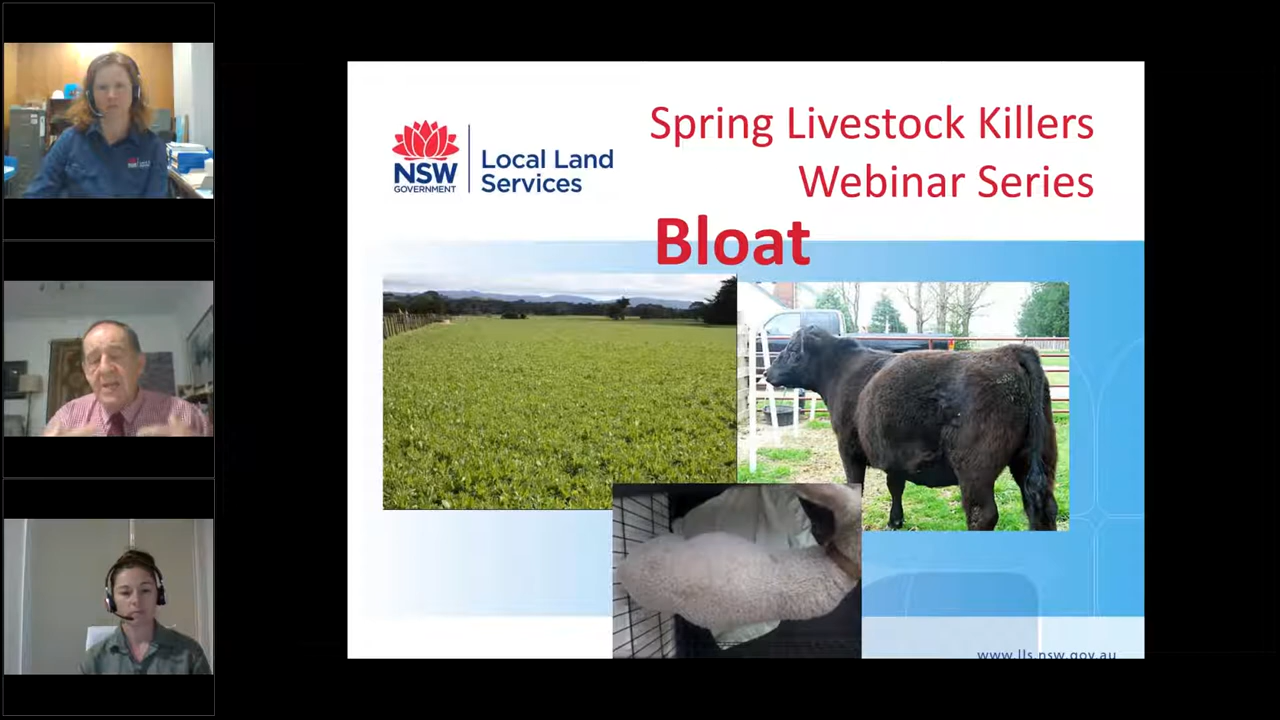 Spring Livestock Killers
Webinar Series
Bloat
NSW
GOVERNMENT
Local Land
Services
www.lls.nsw.gov.au